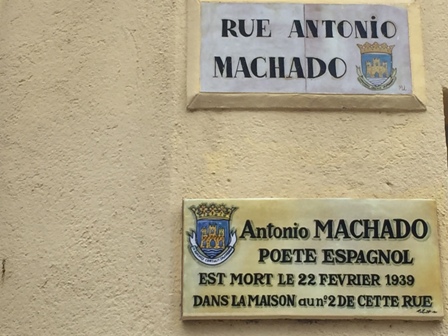 RUE ANTONIO
MACHADO
Antonio MACHADO
POETE ESPAGNOL
EST MORT LE 22 FEVRIER 1939
DANS LA MAISON au nº2 DE CETTE RUE